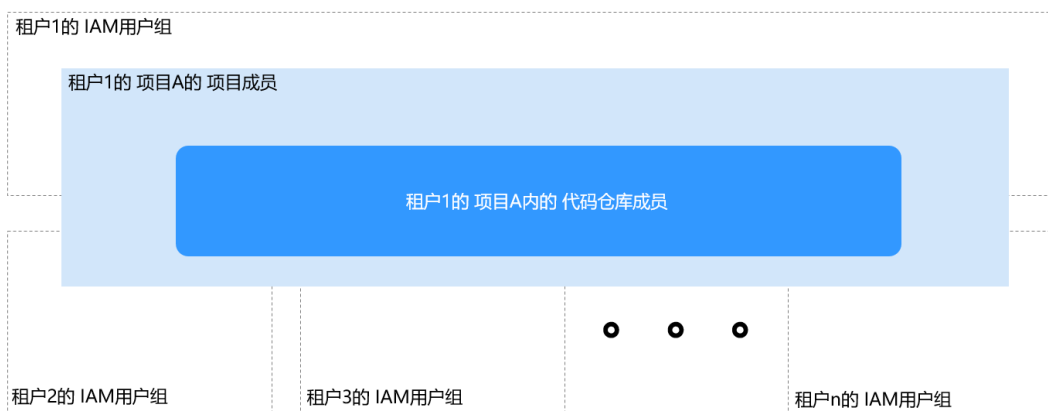 租户1的 IAM用户组
租户1的 项目A的 项目成员
租户1的 项目A内的 代码仓库成员
租户2的 IAM用户组
租户3的 IAM用户组
租户n的 IAM用户组